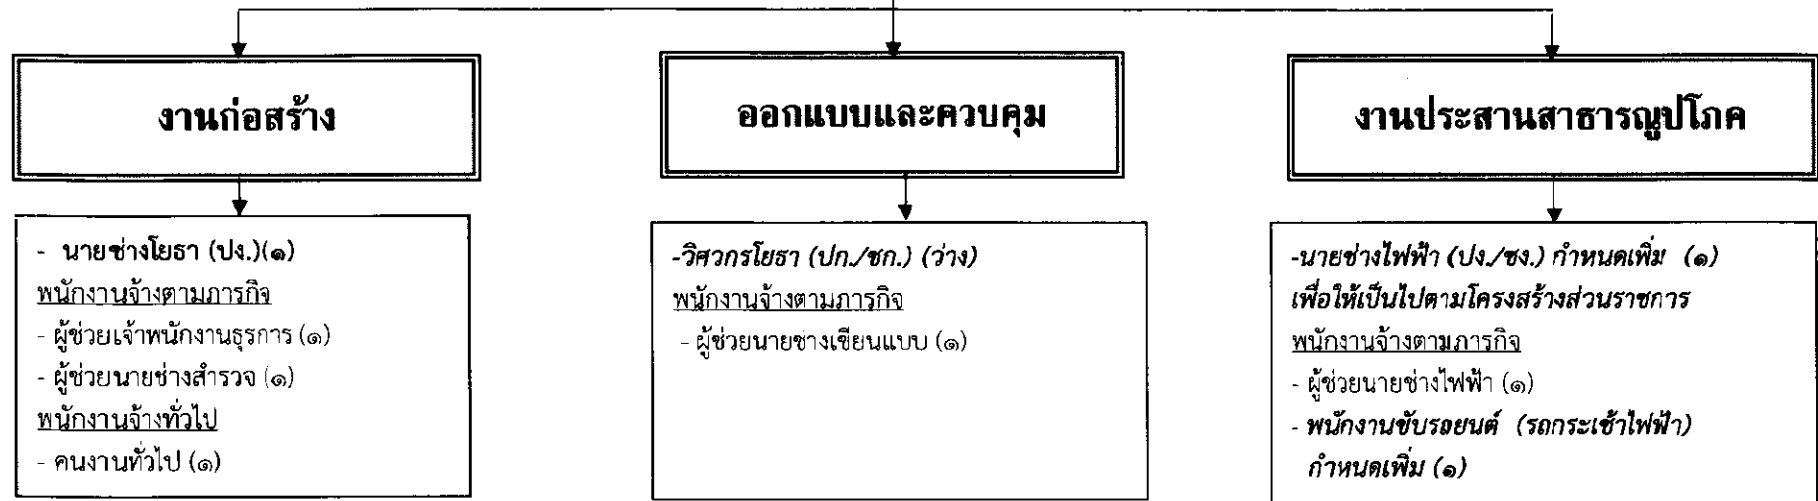 งานก่อสร้าง
- นายช่างโยธา (ปง.)(๑)
พนักงานจ้างตามภารกิจ
- ผู้ช่วยเจ้าพนักงานธุรการ (๑)
- ผู้ช่วยนายช่างสำรวจ (๑)
พนักงานจ้างทั่วไป
- คนงานทั่วไป (๑)
ออกแบบและควบคุม
-วิศวกรโยธา (ปก./ชก.) (ว่าง)
พนักงานจ้างตามภารกิจ
- ผู้ช่วยนายช่างเขียนแบบ (๑)
งานประสานสาธารณูปโภค
-นายช่างไฟฟ้า (ปง./ชง.) กำหนดเพิ่ม (๑)
เพื่อให้เป็นไปตามโครงสร้างส่วนราชการ
พนักงานจ้างตามภารกิจ
- ผู้ช่วยนายช่างไฟฟ้า (๑)
- พนักงานขับรถยนต์ (รถกระเช้าไฟฟ้า)
กำหนดเพิ่ม (๑)